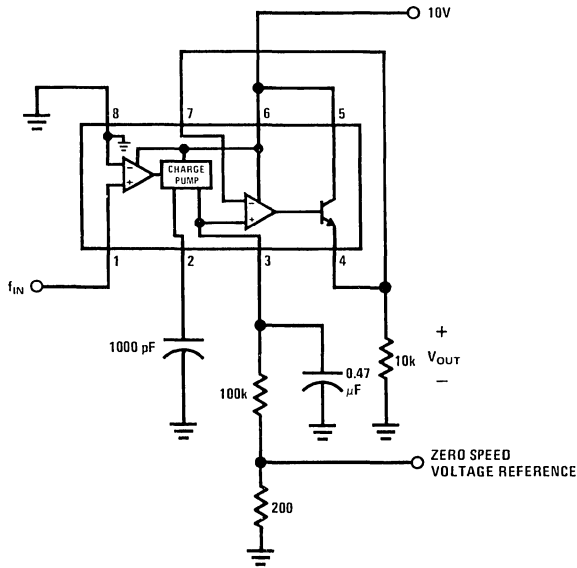 10V
8 7 6 5
CHARGE
PUMP
−
+
−
+
1 2 3 4
fIN
1000 pF
100k
0.47
μF
10k
+
VOUT
−
ZERO SPEED
VOLTAGE REFERENCE
200